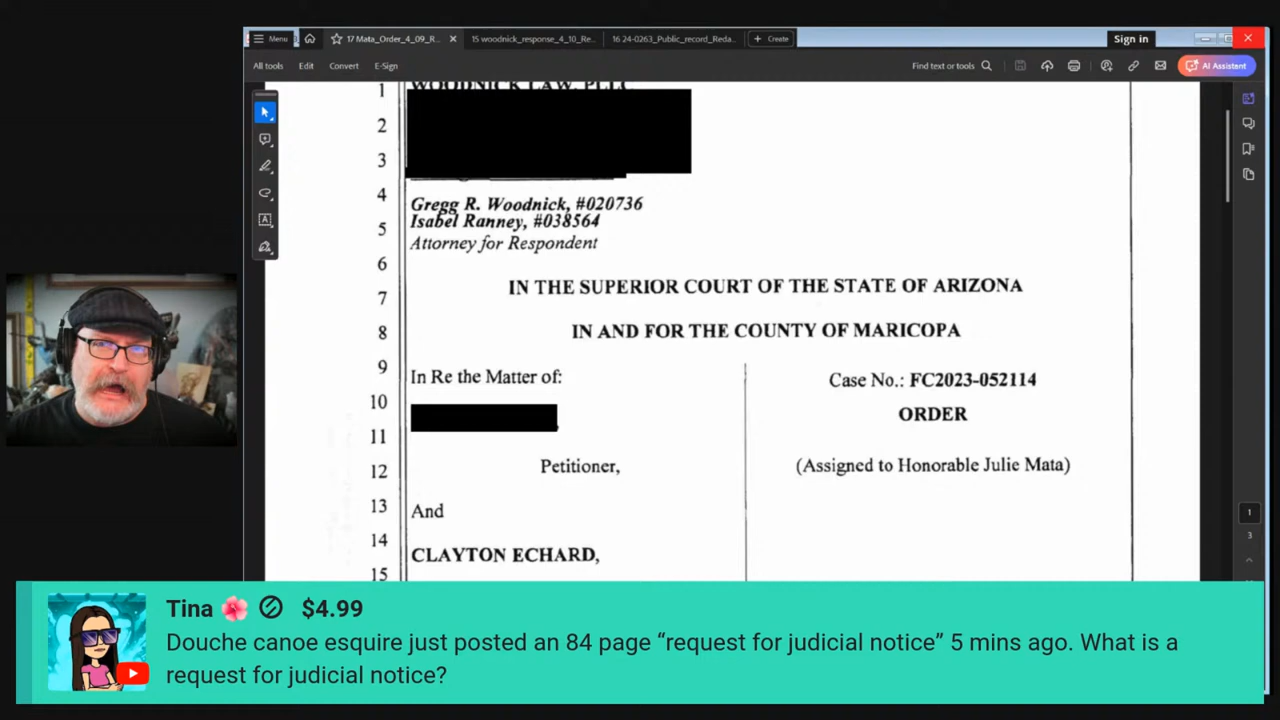 Menu
17 Mata_Order_4_09_R...
15 woodnick_response_4_10_Re...
16 24-0263_Public_record_Reda...
Create
Sign in
All tools
Edit
Convert
E-Sign
Find text or tools
AI Assistant
1 WOODNICK LAW, PLLC
2
3
4 Gregg R. Woodnick, #020736
5 Isabel Ranney, #038564
Attorney for Respondent
6
7 IN THE SUPERIOR COURT OF THE STATE OF ARIZONA
8 IN AND FOR THE COUNTY OF MARICOPA
9 In Re the Matter of:
Case No.: FC2023-052114
10
ORDER
11
12 Petitioner,
(Assigned to Honorable Julie Mata)
13 And
14 CLAYTON ECHARD,
15
1
3
Tina $4.99
Douche canoe esquire just posted an 84 page “request for judicial notice” 5 mins ago. What is a
request for judicial notice?